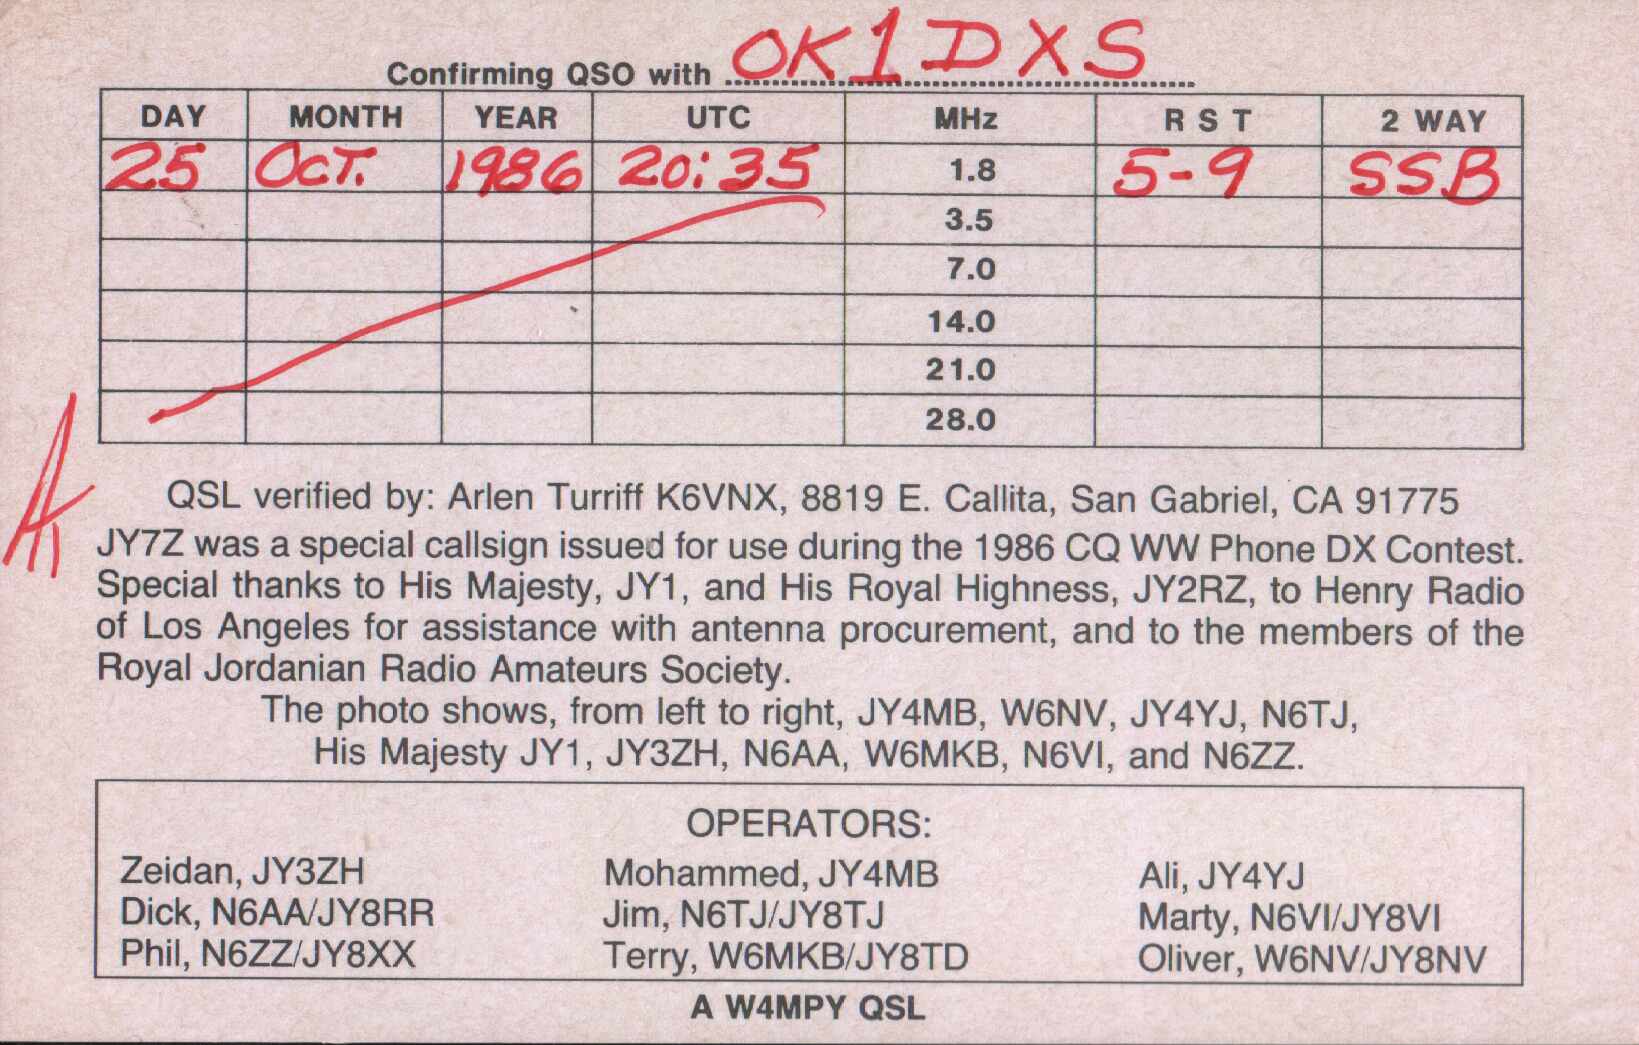 Confirming QSO with OK1DXS
DAY MONTH YEAR UTC MHz R S T 2 WAY
25 OCT. 1986 20:35 1.8 5-9 SSB
3.5
7.0
14.0
21.0
28.0
QSL verified by: Arlen Turriff K6VNX, 8819 E. Callita, San Gabriel, CA 91775
JY7Z was a special callsign issued for use during the 1986 CQ WW Phone DX Contest.
Special thanks to His Majesty, JY1, and His Royal Highness, JY2RZ, to Henry Radio
of Los Angeles for assistance with antenna procurement, and to the members of the
Royal Jordanian Radio Amateurs Society.
The photo shows, from left to right, JY4MB, W6NV, JY4YJ, N6TJ,
His Majesty JY1, JY3ZH, N6AA, W6MKB, N6VI, and N6ZZ.
OPERATORS:
Zeidan, JY3ZH Mohammed, JY4MB Ali, JY4YJ
Dick, N6AA/JY8RR Jim, N6TJ/JY8TJ Marty, N6VI/JY8VI
Phil, N6ZZ/JY8XX Terry, W6MKB/JY8TD Oliver, W6NV/JY8NV
A W4MPY QSL